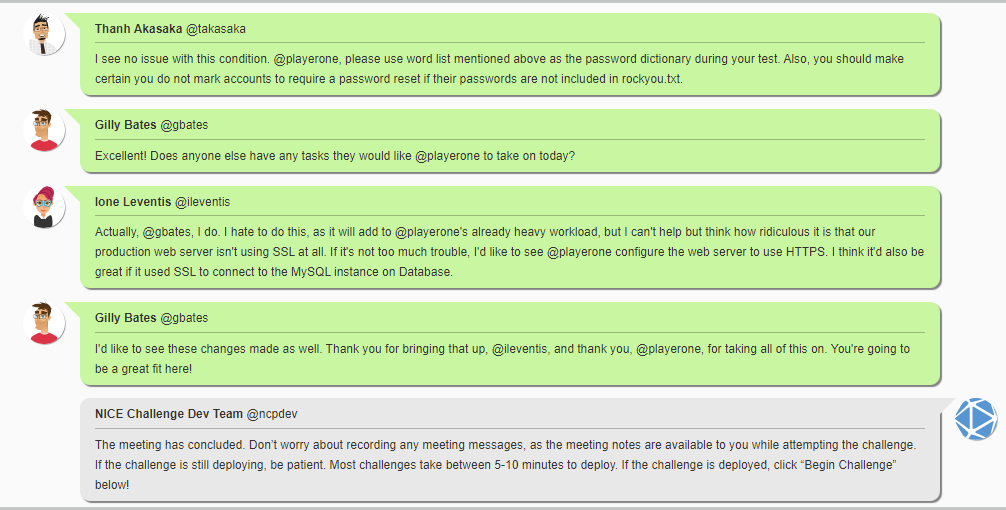 Thanh Akasaka @takasaka
I see no issue with this condition. @playerone, please use word list mentioned above as the password dictionary during your test. Also, you should make
certain you do not mark accounts to require a password reset if their passwords are not included in rockyou.txt.
Gilly Bates @gbates
Excellent! Does anyone else have any tasks they would like @playerone to take on today?
Ione Leventis @ileventis
Actually, @gbates, I do. I hate to do this, as it will add to @playerone's already heavy workload, but I can't help but think how ridiculous it is that our
production web server isn't using SSL at all. If it's not too much trouble, I'd like to see @playerone configure the web server to use HTTPS. I think it'd also be
great if it used SSL to connect to the MySQL instance on Database.
Gilly Bates @gbates
I'd like to see these changes made as well. Thank you for bringing that up, @ileventis, and thank you, @playerone, for taking all of this on. You're going to
be a great fit here!
NICE Challenge Dev Team @ncpdev
The meeting has concluded. Don't worry about recording any meeting messages, as the meeting notes are available to you while attempting the challenge.
If the challenge is still deploying, be patient. Most challenges take between 5-10 minutes to deploy. If the challenge is deployed, click “Begin Challenge”
below!